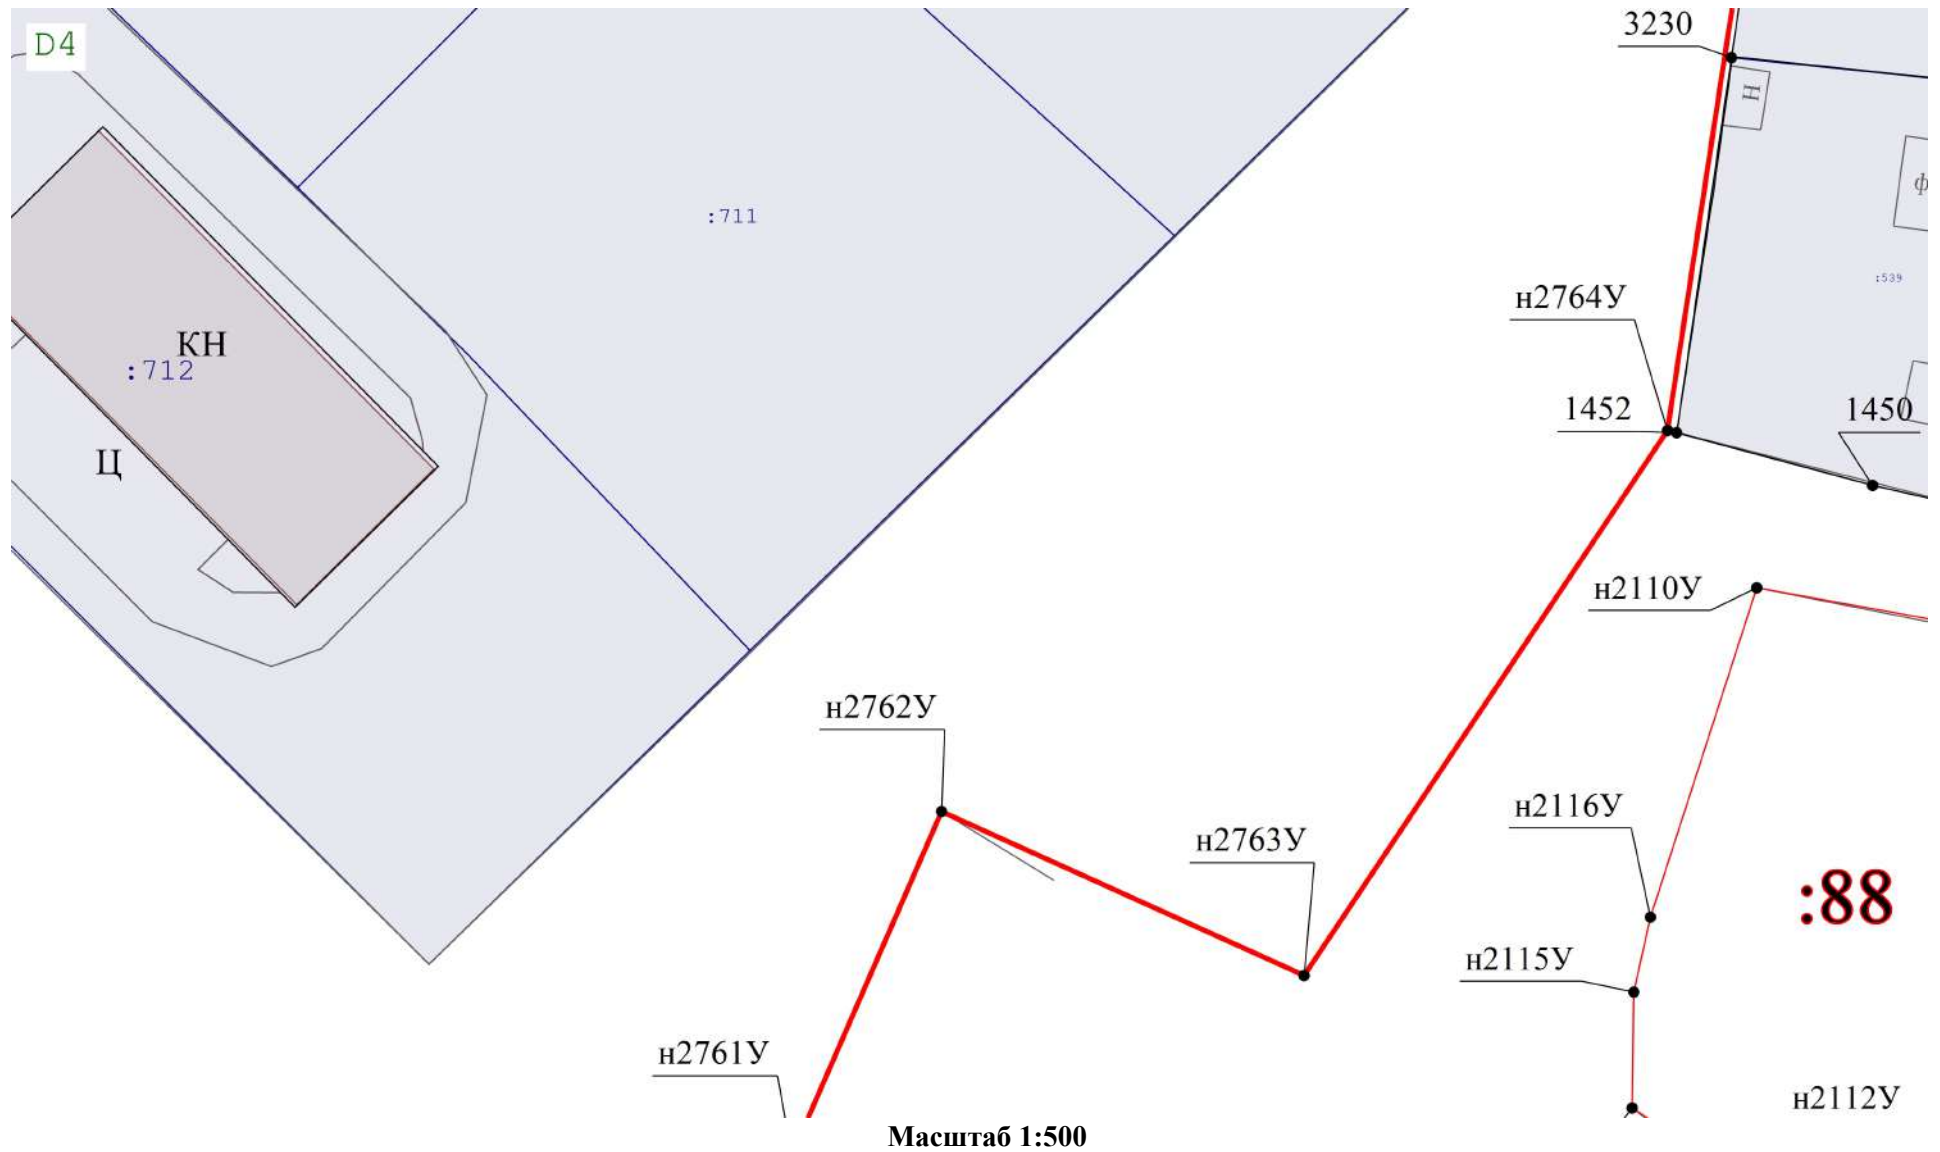 D4
3230
Н
ф
:711
:539
н2764У
КН
:712
1452
1450
Ц
н2110У
н2762У
н2116У
н2763У
:88
н2115У
н2761У
н2112У
Масштаб 1:500